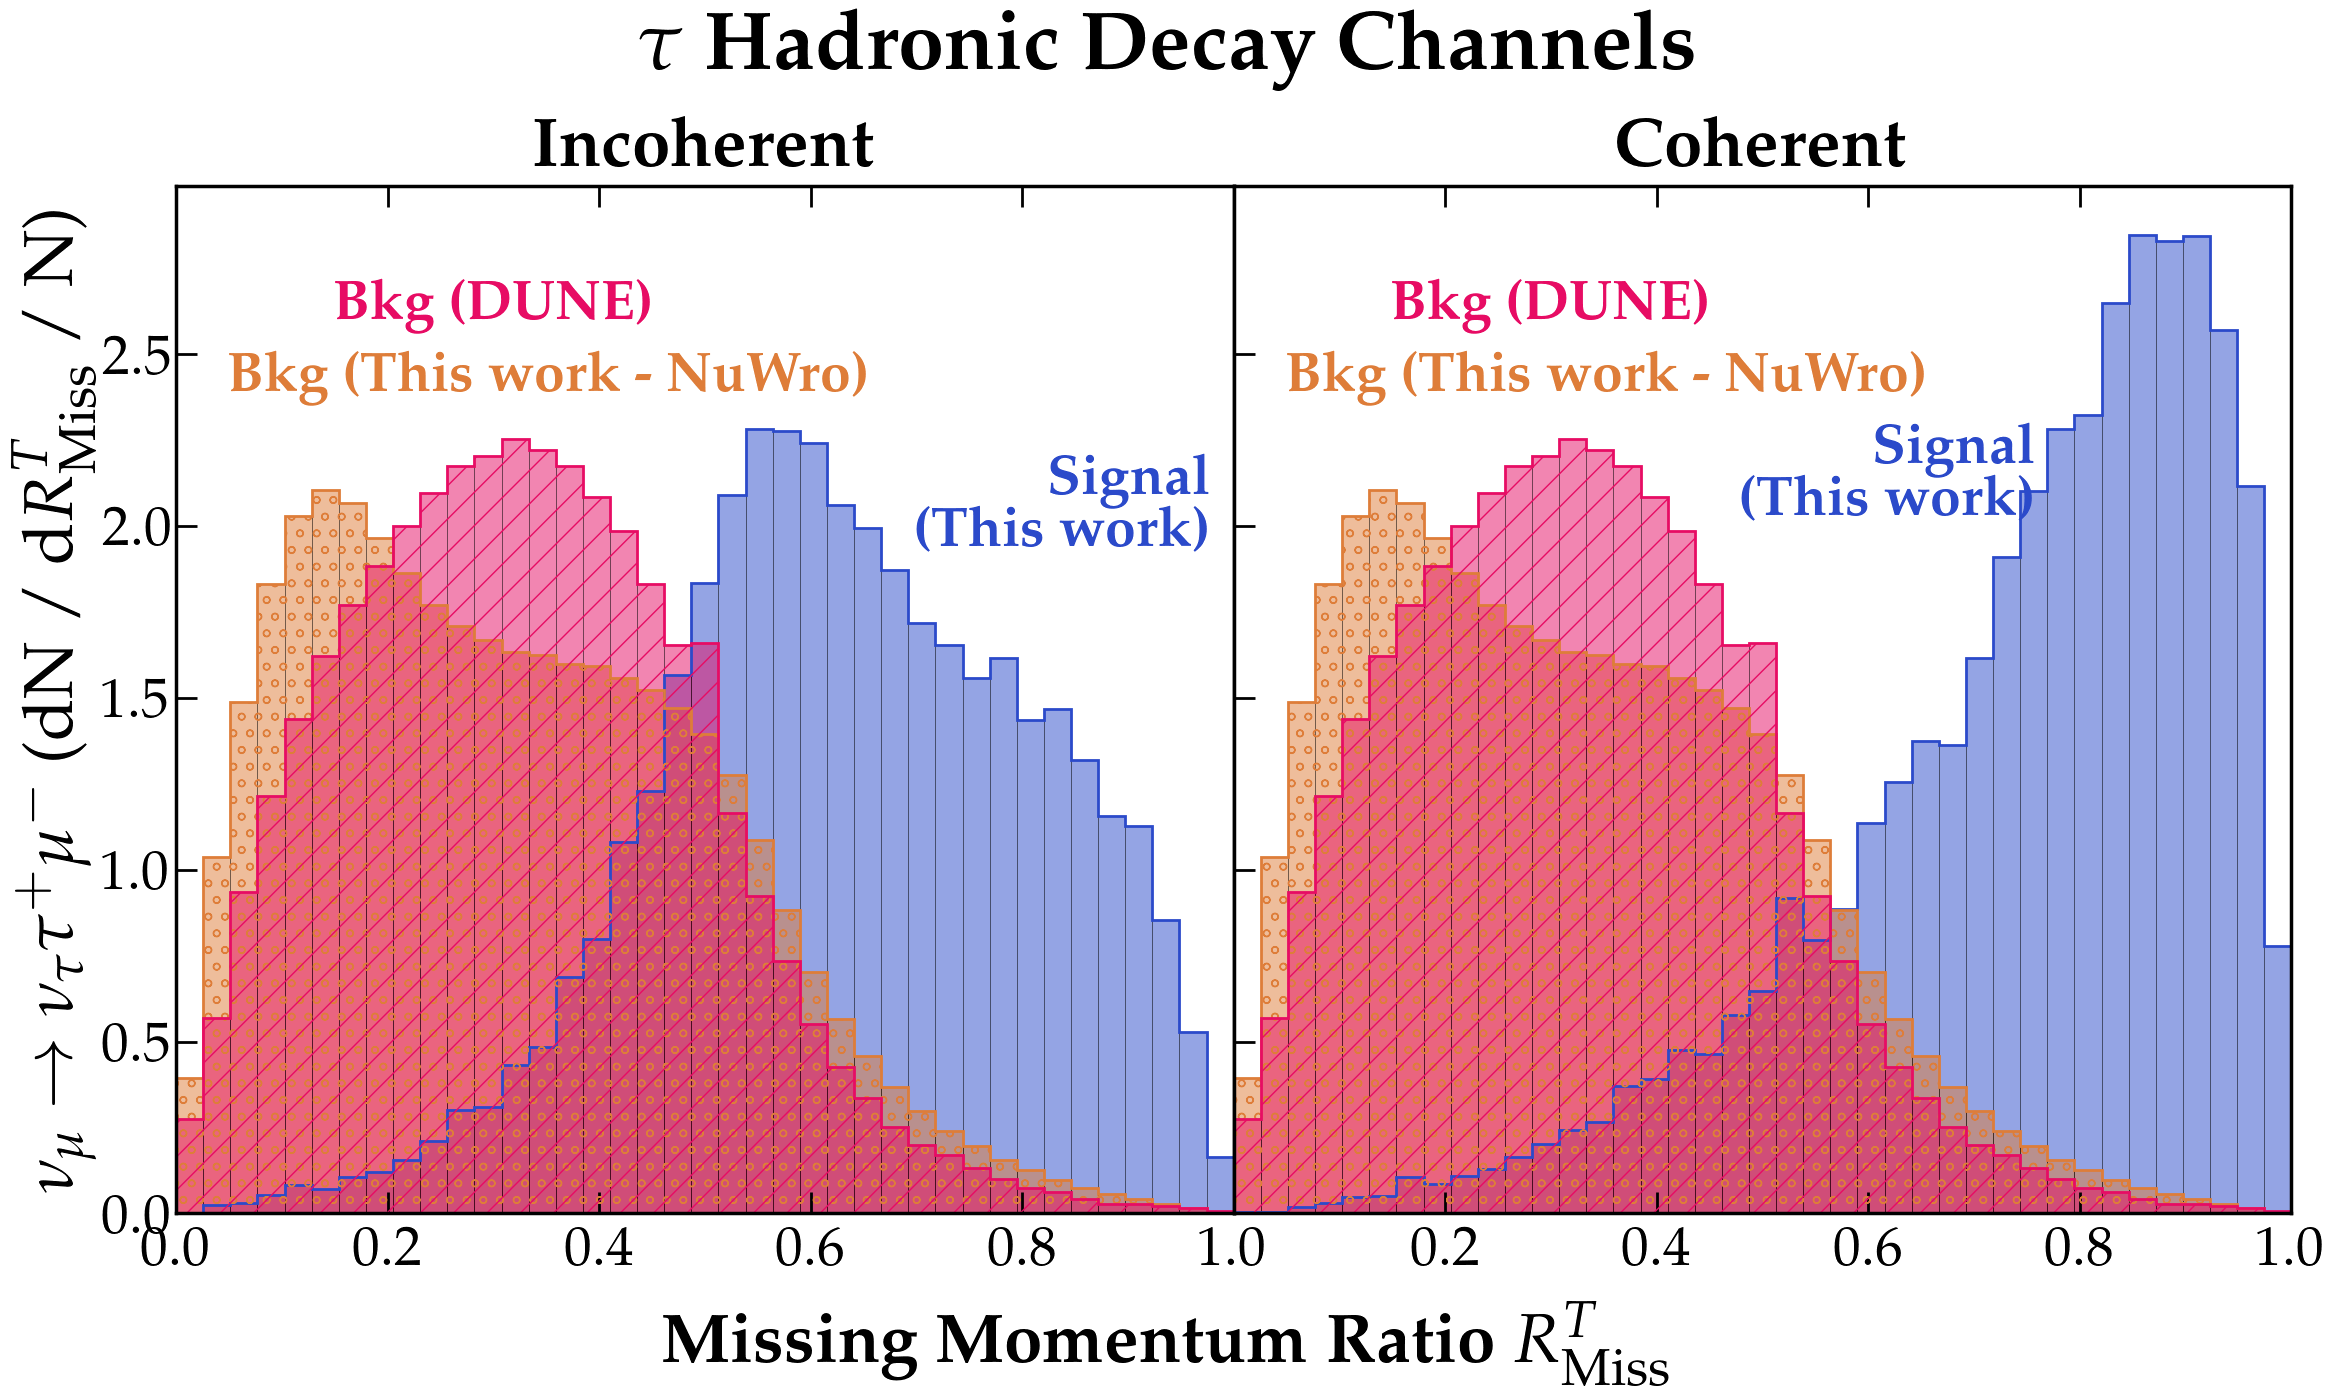 τ Hadronic Decay Channels
Incoherent
Coherent
ν_μ → ν_τ τ⁺ μ⁻ (dN / dR^T_Miss / N)
Bkg (DUNE)
Bkg (This work - NuWro)
Signal
(This work)
Bkg (DUNE)
Bkg (This work - NuWro)
Signal
(This work)
2.5
2.0
1.5
1.0
0.5
0.0
0.0 0.2 0.4 0.6 0.8 1.0 0.2 0.4 0.6 0.8 1.0
Missing Momentum Ratio R^T_Miss